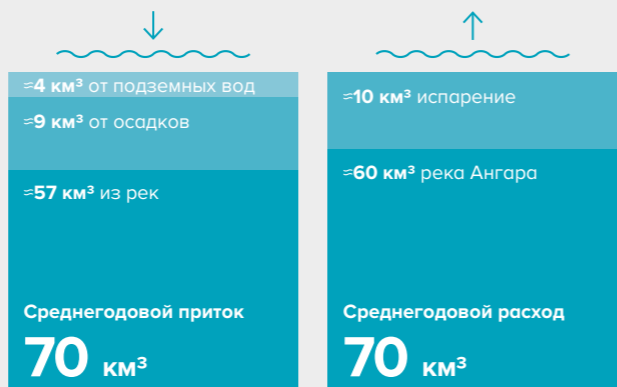 ≈4 км³ от подземных вод
≈9 км³ от осадков
≈57 км³ из рек
Среднегодовой приток
70 км³
≈10 км³ испарение
≈60 км³ река Ангара
Среднегодовой расход
70 км³